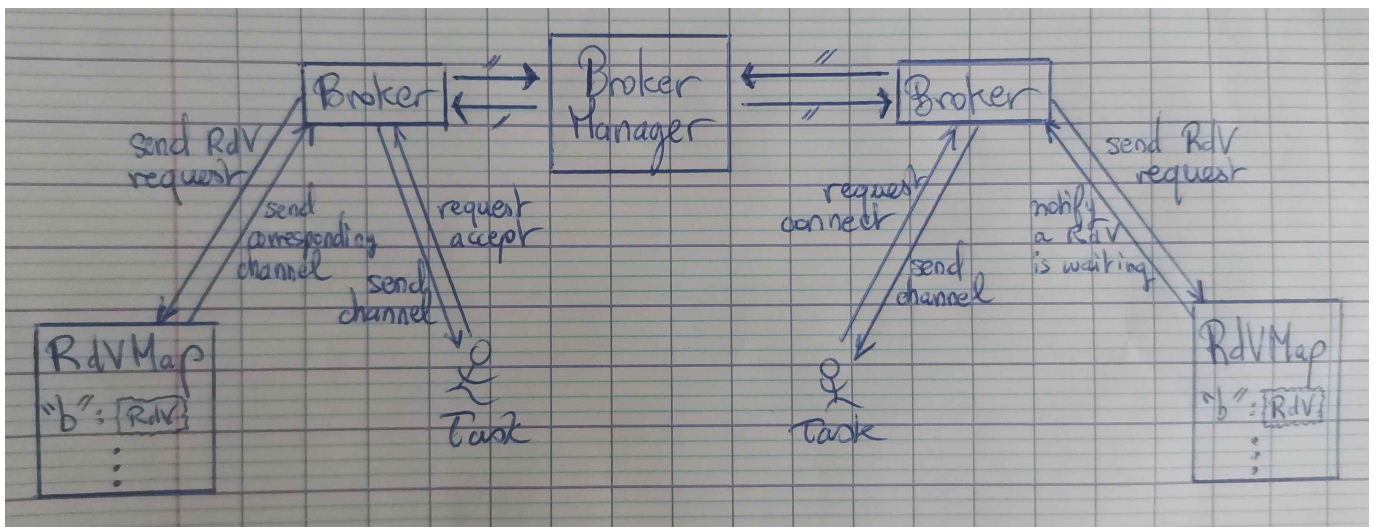 Broker
Broker
Manager
Broker
send RdV
request
send
corresponding
channel
request
accept
send
channel
request
connect
send
channel
send RdV
request
notify
a RdV
is waiting
RdVMap
"b": RdV
⋮
Task
Task
RdVMap
"b": RdV
⋮